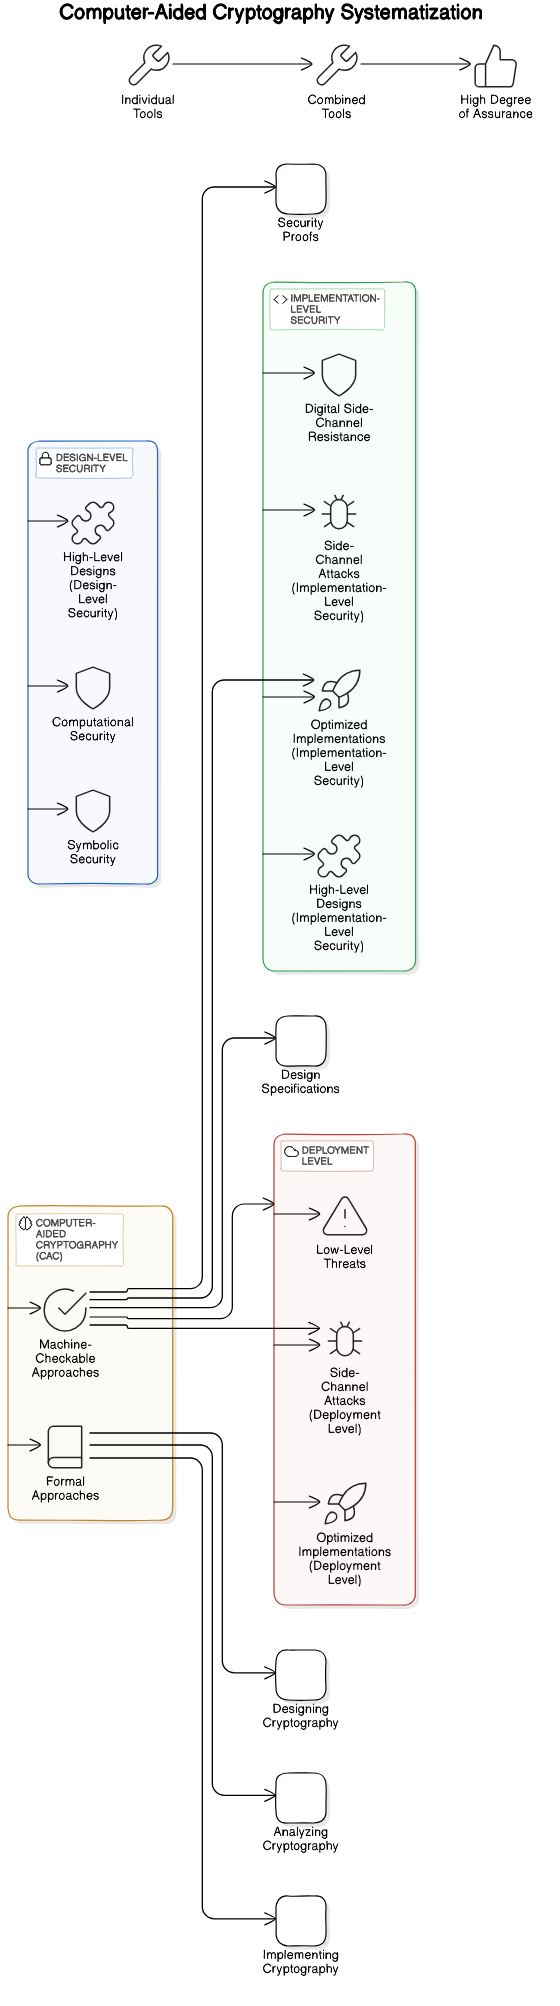 Computer-Aided Cryptography Systematization
Individual
Tools
Combined
Tools
High Degree
of Assurance
Security
Proofs
IMPLEMENTATION-
LEVEL
SECURITY
Digital Side-
Channel
Resistance
Side-
Channel
Attacks
(Implementation-
Level
Security)
Optimized
Implementations
(Implementation-
Level
Security)
High-Level
Designs
(Implementation-
Level
Security)
DESIGN-LEVEL
SECURITY
High-Level
Designs
(Design-
Level
Security)
Computational
Security
Symbolic
Security
Design
Specifications
DEPLOYMENT
LEVEL
Low-Level
Threats
Side-
Channel
Attacks
(Deployment
Level)
Optimized
Implementations
(Deployment
Level)
COMPUTER-
AIDED
CRYPTOGRAPHY
(CAC)
Machine-
Checkable
Approaches
Formal
Approaches
Designing
Cryptography
Analyzing
Cryptography
Implementing
Cryptography